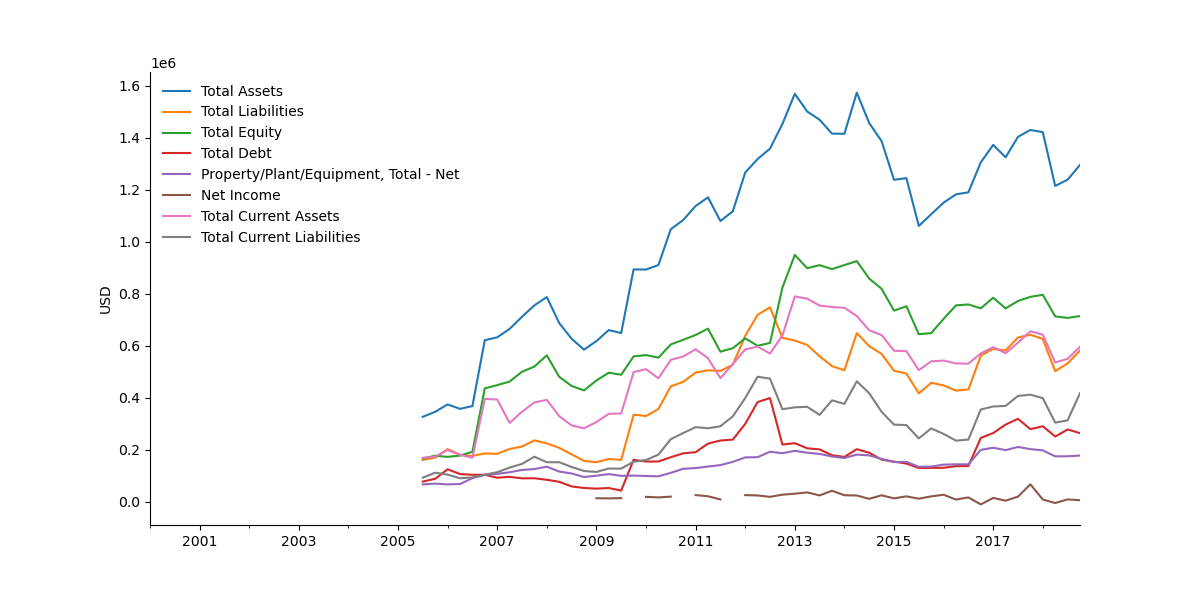 1e6
1.6
1.4
1.2
1.0
0.8
0.6
0.4
0.2
0.0
USD
Total Assets
Total Liabilities
Total Equity
Total Debt
Property/Plant/Equipment, Total - Net
Net Income
Total Current Assets
Total Current Liabilities
2001 2003 2005 2007 2009 2011 2013 2015 2017